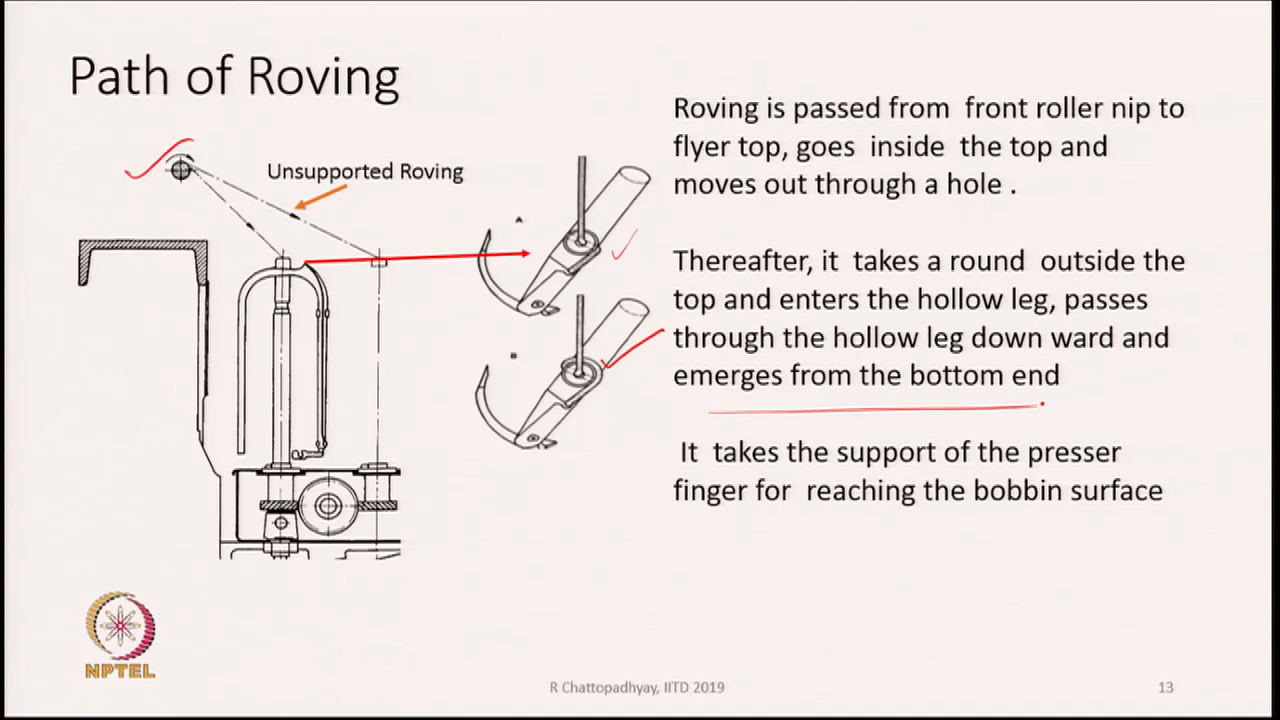 Path of Roving
Unsupported Roving
A
B
Roving is passed from  front roller nip to
flyer top, goes  inside  the top and
moves out through a hole .
Thereafter, it  takes a round  outside the
top and enters the hollow leg, passes
through the hollow leg down ward and
emerges from the bottom end
It  takes the support of the presser
finger for  reaching the bobbin surface
NPTEL
R Chattopadhyay, IITD 2019
13